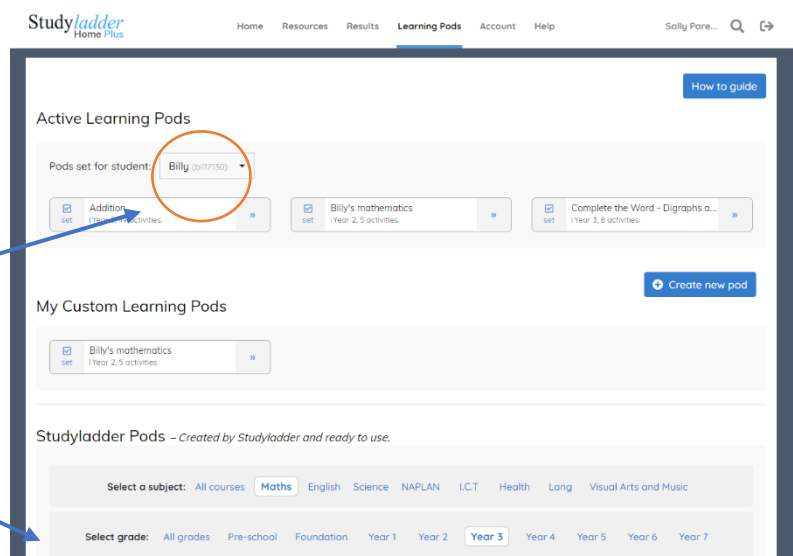 Studyladder
Home Plus
Home Resources Results Learning Pods Account Help Sally Pare...
How to guide
Active Learning Pods
Pods set for student: Billy (bill17130)
Addition
set | Year 2, activities.
Billy's mathematics
set | Year 2, 5 activities.
Complete the Word - Digraphs a...
set | Year 3, 8 activities.
Create new pod
My Custom Learning Pods
Billy's mathematics
set | Year 2, 5 activities.
Studyladder Pods – Created by Studyladder and ready to use.
Select a subject: All courses Maths English Science NAPLAN I.C.T Health Lang Visual Arts and Music
Select grade: All grades Pre-school Foundation Year 1 Year 2 Year 3 Year 4 Year 5 Year 6 Year 7